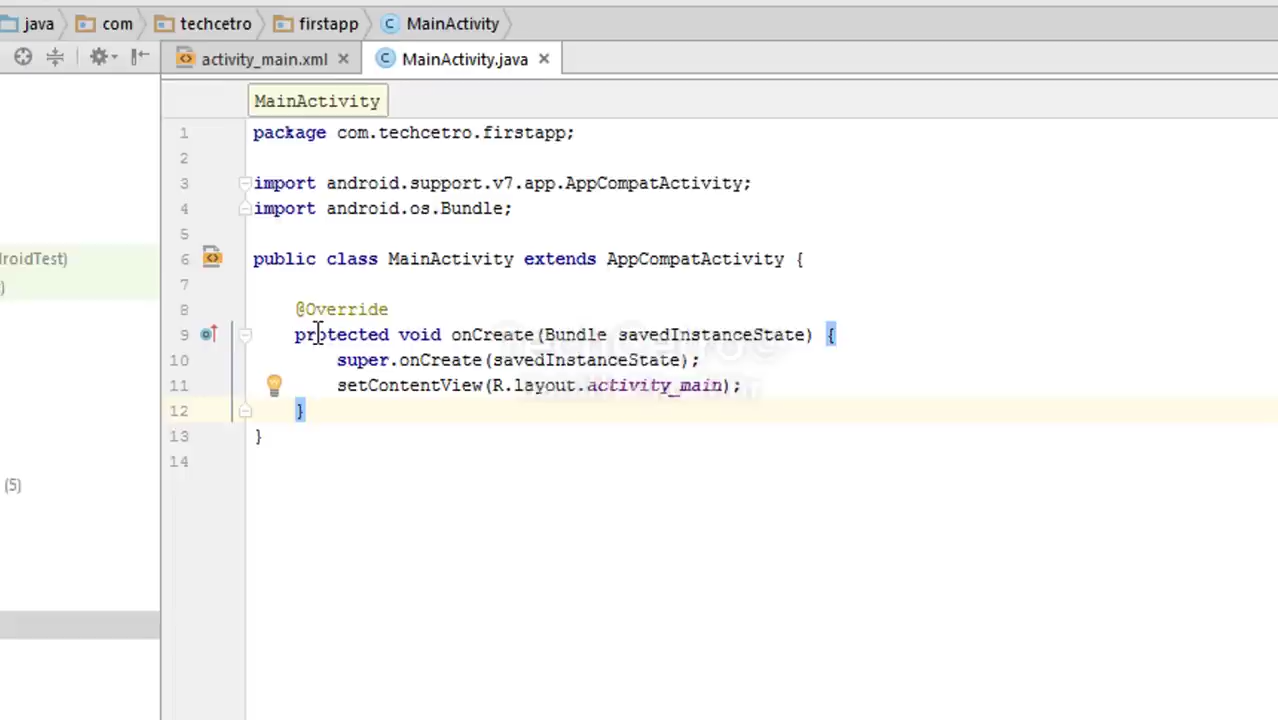 java com techcetro firstapp MainActivity
activity_main.xml MainActivity.java
MainActivity
1 package com.techcetro.firstapp;
2
3 import android.support.v7.app.AppCompatActivity;
4 import android.os.Bundle;
5
6 public class MainActivity extends AppCompatActivity {
7
8 @Override
9 protected void onCreate(Bundle savedInstanceState) {
10 super.onCreate(savedInstanceState);
11 setContentView(R.layout.activity_main);
12 }
13 }
14
roidTest)
)
(5)